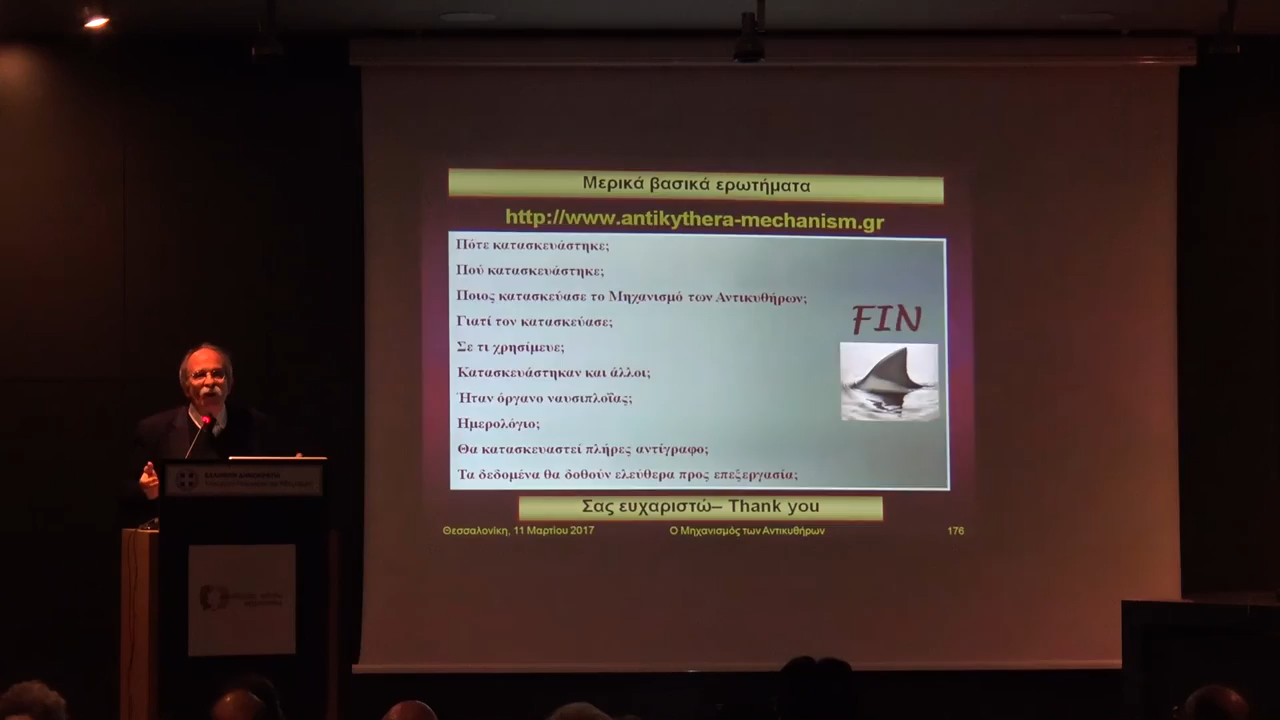 Μερικά βασικά ερωτήματα
http://www.antikythera-mechanism.gr
Πότε κατασκευάστηκε;
Πού κατασκευάστηκε;
Ποιος κατασκεύασε το Μηχανισμό των Αντικυθήρων;
Γιατί τον κατασκεύασε;
Σε τι χρησίμευε;
Κατασκευάστηκαν και άλλοι;
Ήταν όργανο ναυσιπλοΐας;
Ημερολόγιο;
Θα κατασκευαστεί πλήρες αντίγραφο;
Τα δεδομένα θα δοθούν ελεύθερα προς επεξεργασία;
FIN
Σας ευχαριστώ– Thank you
Θεσσαλονίκη, 11 Μαρτίου 2017
Ο Μηχανισμός των Αντικυθήρων
176
ΕΛΛΗΝΙΚΗ ΔΗΜΟΚΡΑΤΙΑ